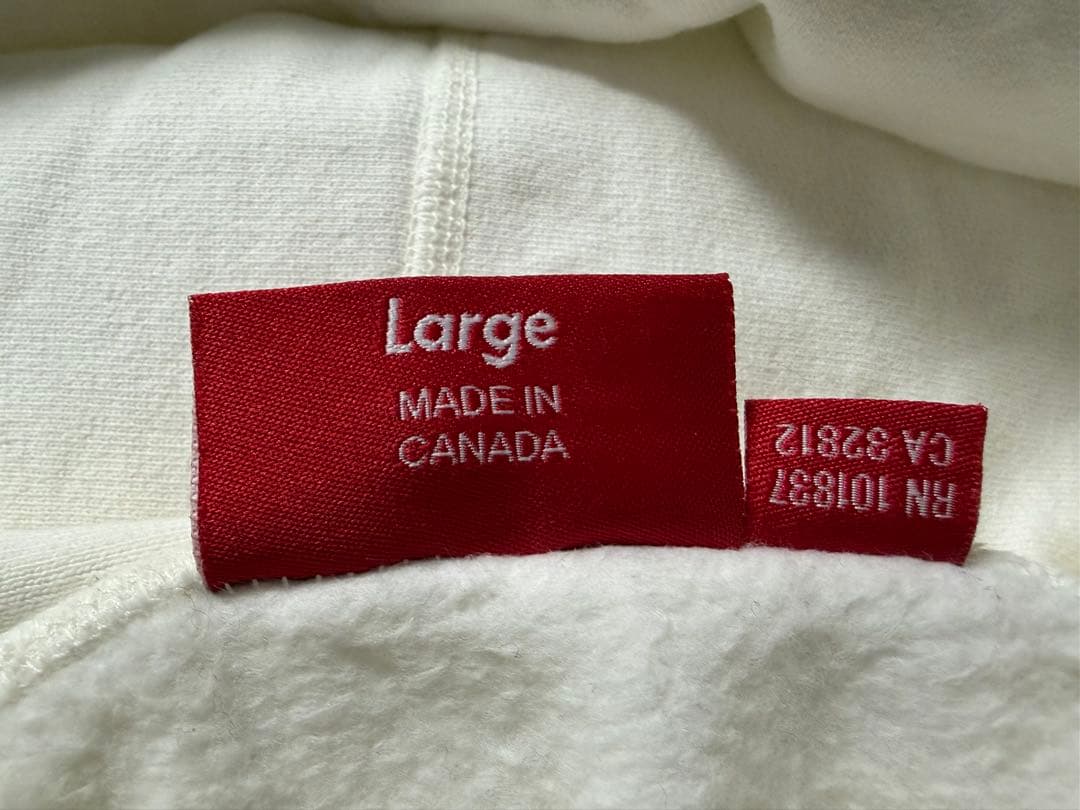 Large
MADE IN
CANADA
RN 101837
CA 32812